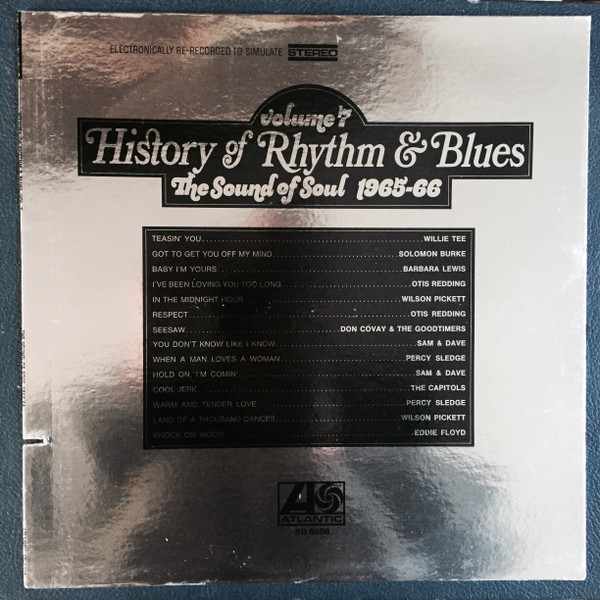 ELECTRONICALLY RE-RECORDED TO SIMULATE STEREO
Volume 7
History of Rhythm & Blues
The Sound of Soul 1965-66
TEASIN' YOU WILLIE TEE
GOT TO GET YOU OFF MY MIND SOLOMON BURKE
BABY I'M YOURS BARBARA LEWIS
I'VE BEEN LOVING YOU TOO LONG OTIS REDDING
IN THE MIDNIGHT HOUR WILSON PICKETT
RESPECT OTIS REDDING
SEESAW DON COVAY & THE GOODTIMERS
YOU DON'T KNOW LIKE I KNOW SAM & DAVE
WHEN A MAN LOVES A WOMAN PERCY SLEDGE
HOLD ON, I'M COMIN' SAM & DAVE
COOL JERK THE CAPITOLS
WARM AND TENDER LOVE PERCY SLEDGE
LAND OF A THOUSAND DANCES WILSON PICKETT
KNOCK ON WOOD EDDIE FLOYD
ATLANTIC